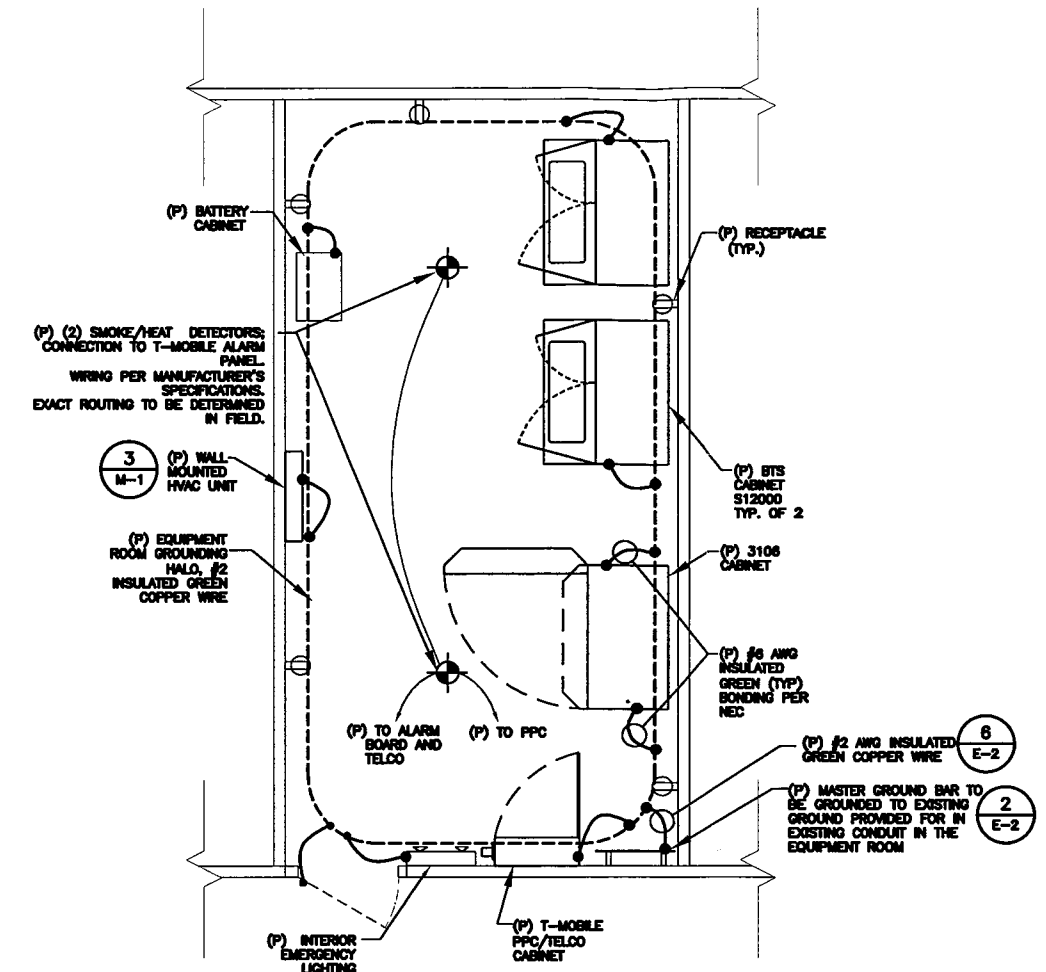 (P) BATTERY
CABINET
(P) RECEPTACLE
(TYP.)
(P) (2) SMOKE/HEAT DETECTORS;
CONNECTION TO T-MOBILE ALARM
PANEL.
WIRING PER MANUFACTURER'S
SPECIFICATIONS.
EXACT ROUTING TO BE DETERMNED
IN FIELD.
3
M-1
(P) WALL
MOUNTED
HVAC UNIT
(P) BTS
CABINET
S12000
TYP. OF 2
(P) EQUIPMENT
ROOM GROUNDING
HALO, #2
INSULATED GREEN
COPPER WIRE
(P) 3106
CABINET
(P) #6 AWG
INSULATED
GREEN (TYP)
BONDING PER
NEC
(P) TO ALARM
BOARD AND
TELCO
(P) TO PPC
(P) #2 AWG INSULATED
GREEN COPPER WIRE
6
E-2
(P) MASTER GROUND BAR TO
BE GROUNDED TO EXISTING
GROUND PROVIDED FOR IN
EXISTING CONDUIT IN THE
EQUIPMENT ROOM
2
E-2
(P) INTERIOR
EMERGENCY
LIGHTING
(P) T-MOBILE
PPC/TELCO
CABINET